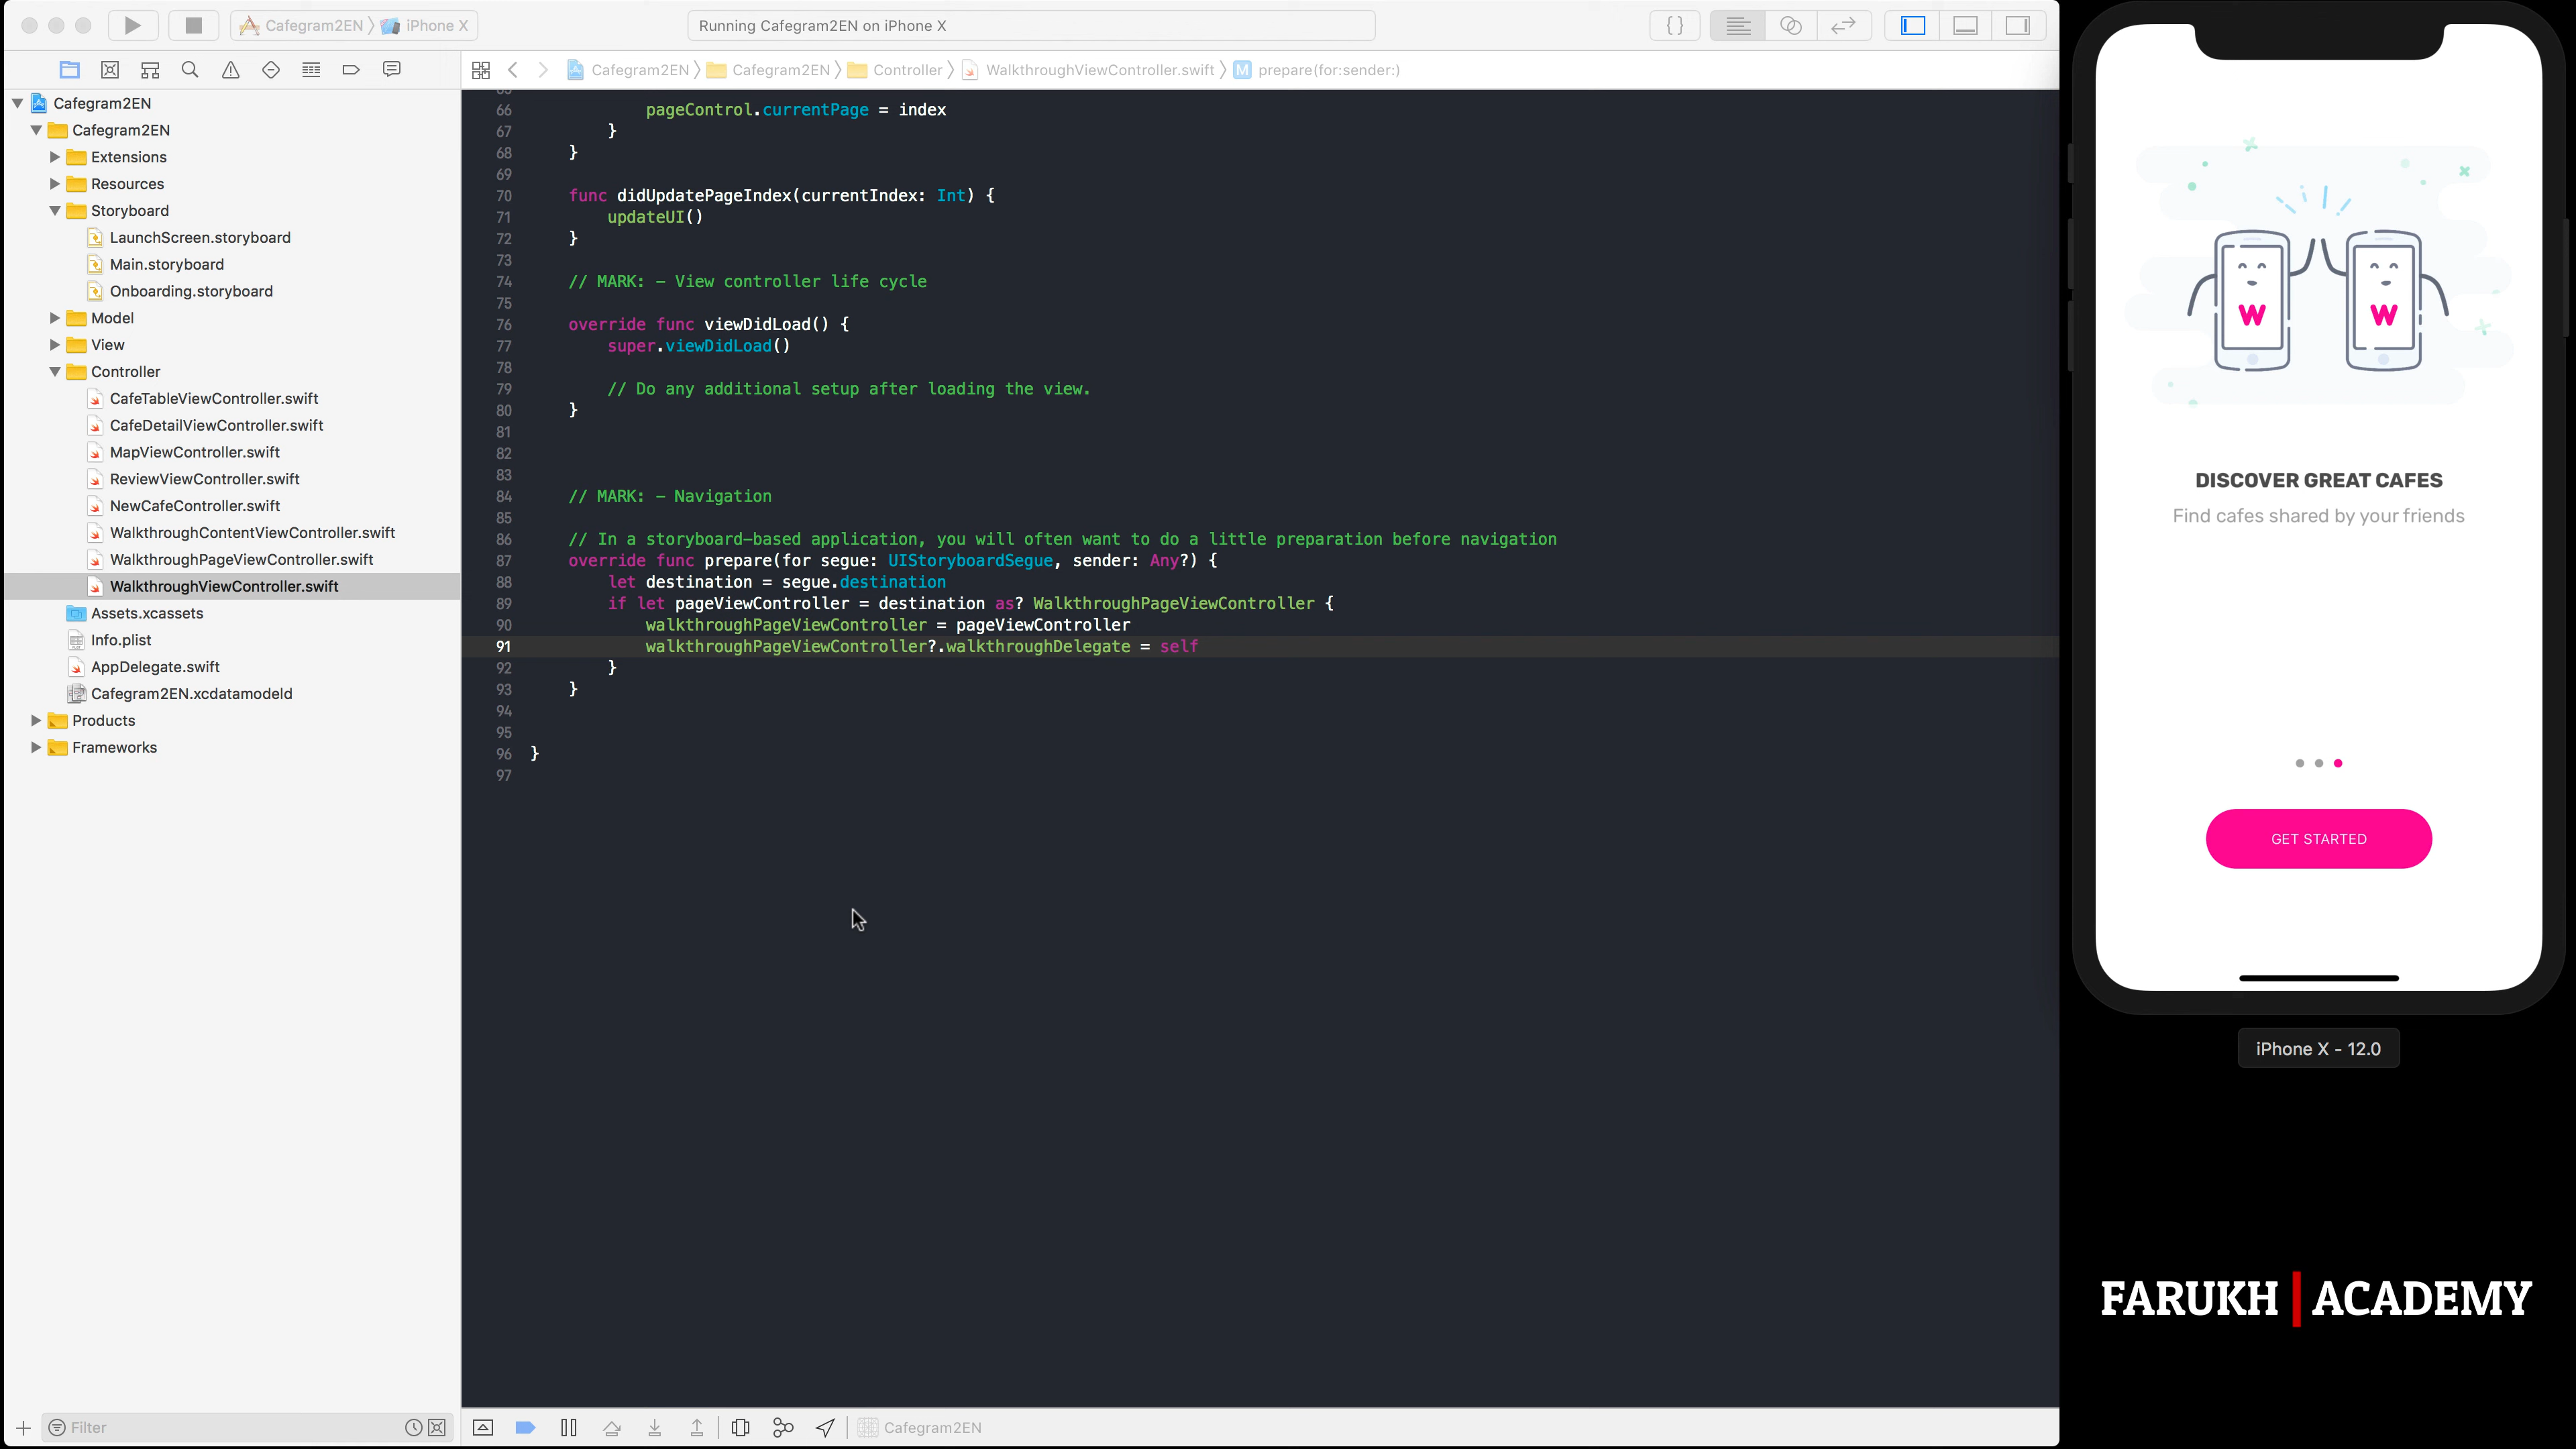 Cafegram2EN
iPhone X
Running Cafegram2EN on iPhone X
Cafegram2EN
Cafegram2EN
Controller
WalkthroughViewController.swift
M
prepare(for:sender:)
Cafegram2EN
Cafegram2EN
Extensions
Resources
Storyboard
LaunchScreen.storyboard
Main.storyboard
Onboarding.storyboard
Model
View
Controller
CafeTableViewController.swift
CafeDetailViewController.swift
MapViewController.swift
ReviewViewController.swift
NewCafeController.swift
WalkthroughContentViewController.swift
WalkthroughPageViewController.swift
WalkthroughViewController.swift
Assets.xcassets
Info.plist
AppDelegate.swift
Cafegram2EN.xcdatamodeld
Products
Frameworks
Filter
66 pageControl.currentPage = index
67 }
68 }
69
70 func didUpdatePageIndex(currentIndex: Int) {
71 updateUI()
72 }
73
74 // MARK: - View controller life cycle
75
76 override func viewDidLoad() {
77 super.viewDidLoad()
78
79 // Do any additional setup after loading the view.
80 }
81
82
83
84 // MARK: - Navigation
85
86 // In a storyboard-based application, you will often want to do a little preparation before navigation
87 override func prepare(for segue: UIStoryboardSegue, sender: Any?) {
88 let destination = segue.destination
89 if let pageViewController = destination as? WalkthroughPageViewController {
90 walkthroughPageViewController = pageViewController
91 walkthroughPageViewController?.walkthroughDelegate = self
92 }
93 }
94
95
96 }
97
Cafegram2EN
W W
DISCOVER GREAT CAFES
Find cafes shared by your friends
GET STARTED
iPhone X - 12.0
FARUKH | ACADEMY